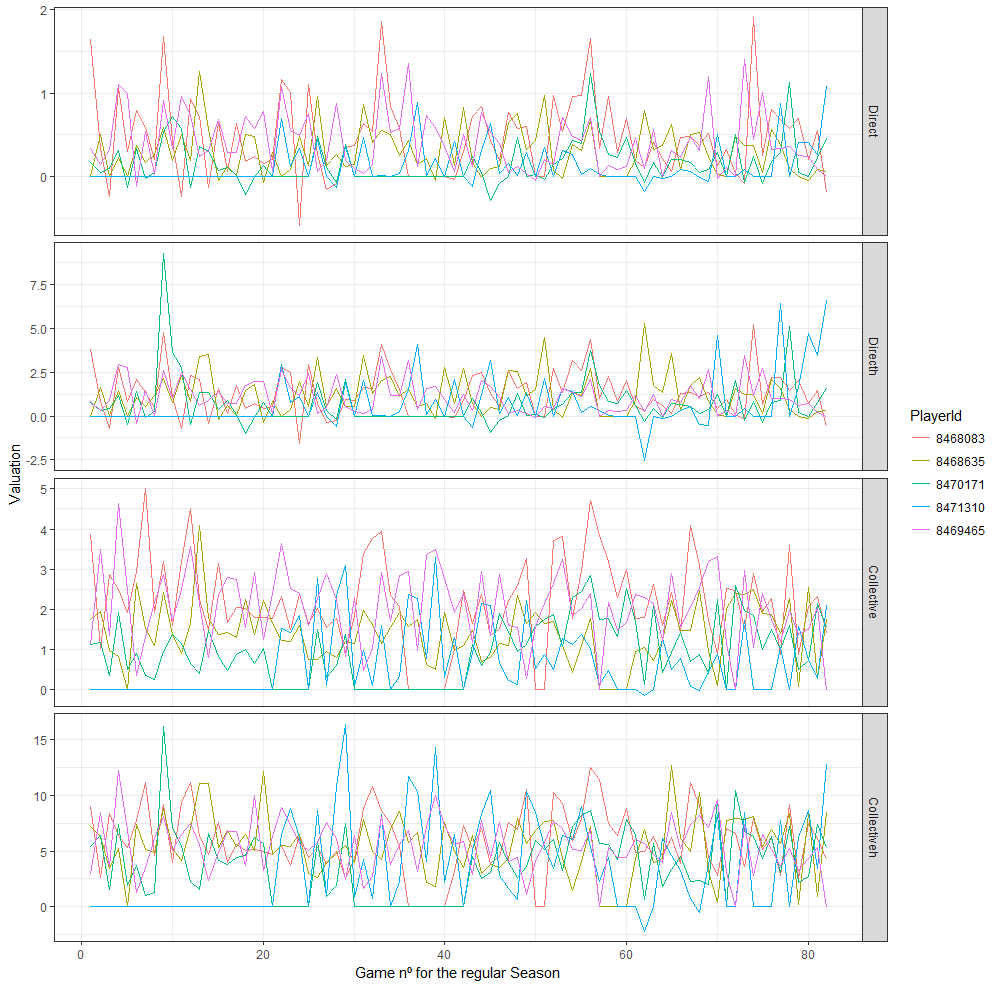 2
1
0
Direct
7.5
5.0
2.5
0.0
-2.5
Directh
5
4
3
2
1
0
Collective
15
10
5
0
Collectiveh
0 20 40 60 80
Game nº for the regular Season
Valuation
PlayerId
8468083
8468635
8470171
8471310
8469465